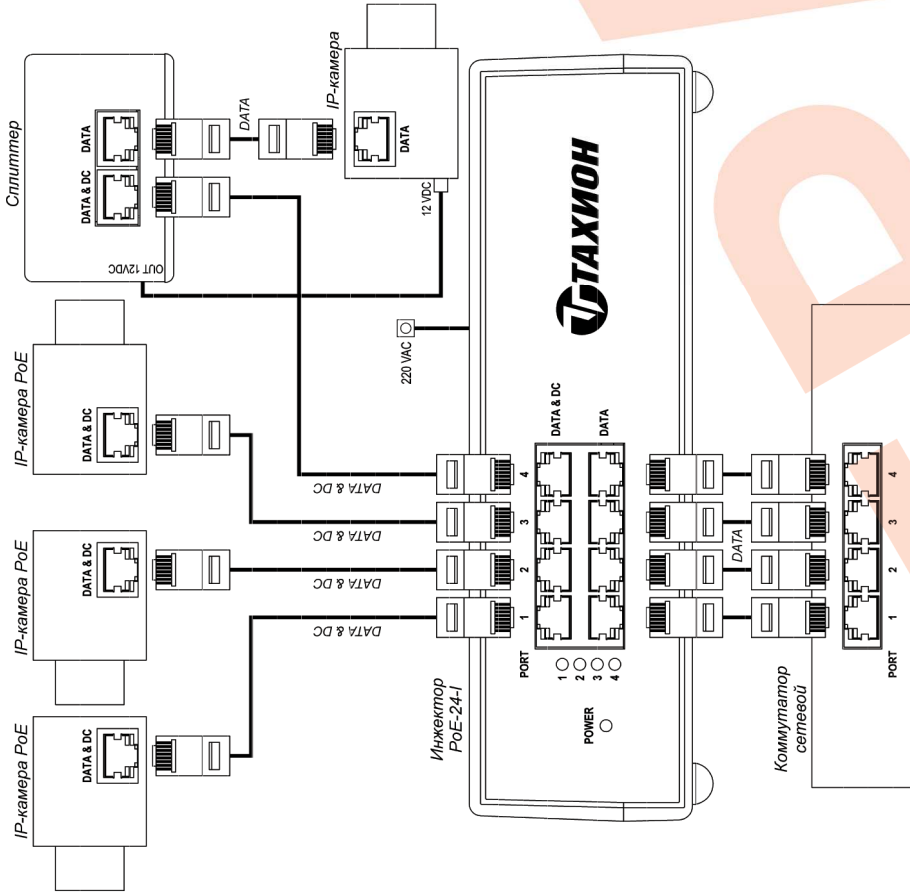 Сплиттер
DATA & DC
DATA
OUT 12VDC
DATA
IP-камера
DATA
12 VDC
IP-камера PoE
DATA & DC
IP-камера PoE
DATA & DC
IP-камера PoE
DATA & DC
220 VAC
DATA & DC
DATA & DC
DATA & DC
DATA & DC
Инжектор
PoE-24-I
PORT
1
2
3
4
DATA & DC
DATA
1
2
3
4
POWER
ТАХИОН
DATA
Коммутатор
сетевой
PORT
1
2
3
4